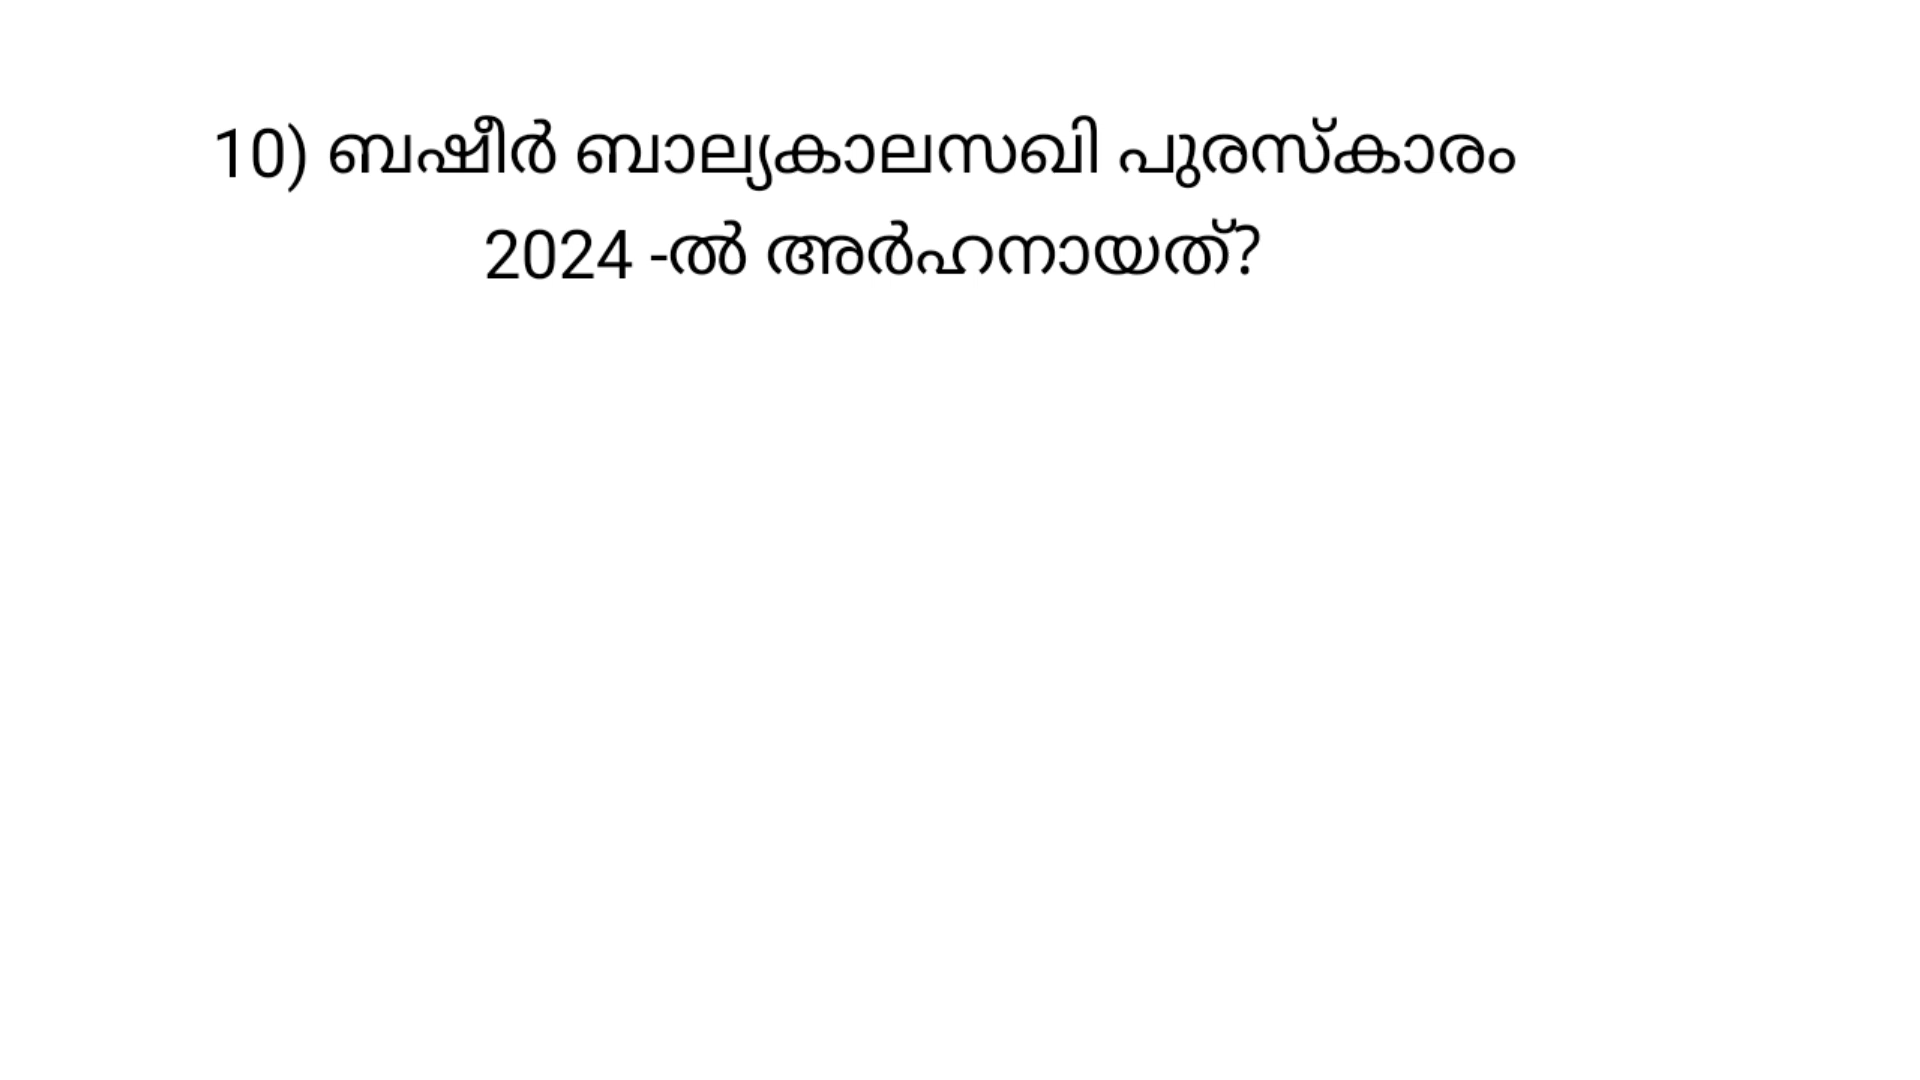 10) ബഷീർ ബാല്യകാലസഖി പുരസ്കാരം
2024 -ൽ അർഹനായത്?